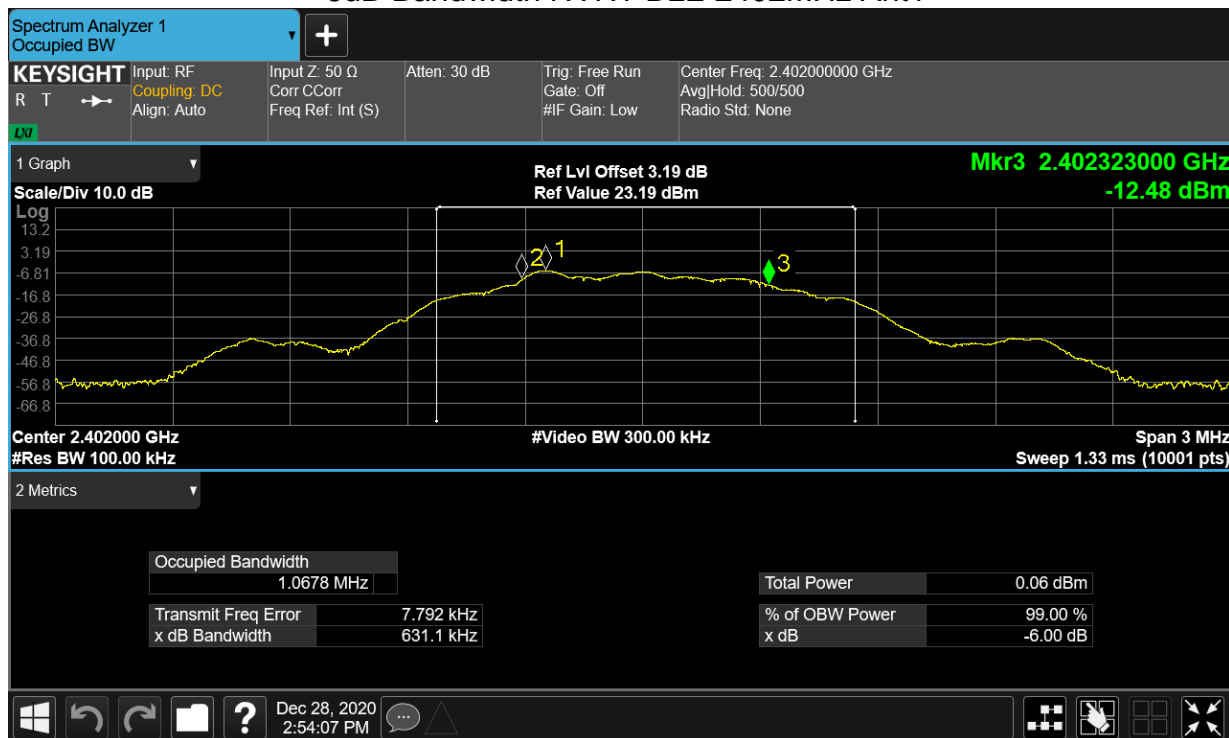 Spectrum Analyzer 1
Occupied BW
KEYSIGHT
R T
LXI
Input: RF
Coupling: DC
Align: Auto
Input Z: 50 Ω
Corr CCorr
Freq Ref: Int (S)
Atten: 30 dB
Trig: Free Run
Gate: Off
#IF Gain: Low
Center Freq: 2.402000000 GHz
Avg|Hold: 500/500
Radio Std: None
1 Graph
Scale/Div 10.0 dB
Ref Lvl Offset 3.19 dB
Ref Value 23.19 dBm
Mkr3 2.402323000 GHz
-12.48 dBm
Log
13.2
3.19
-6.81
-16.8
-26.8
-36.8
-46.8
-56.8
-66.8
2
1
3
Center 2.402000 GHz
#Video BW 300.00 kHz
Span 3 MHz
#Res BW 100.00 kHz
Sweep 1.33 ms (10001 pts)
2 Metrics
Occupied Bandwidth
1.0678 MHz
Total Power 0.06 dBm
Transmit Freq Error 7.792 kHz
% of OBW Power 99.00 %
x dB Bandwidth 631.1 kHz
x dB -6.00 dB
?
Dec 28, 2020
2:54:07 PM